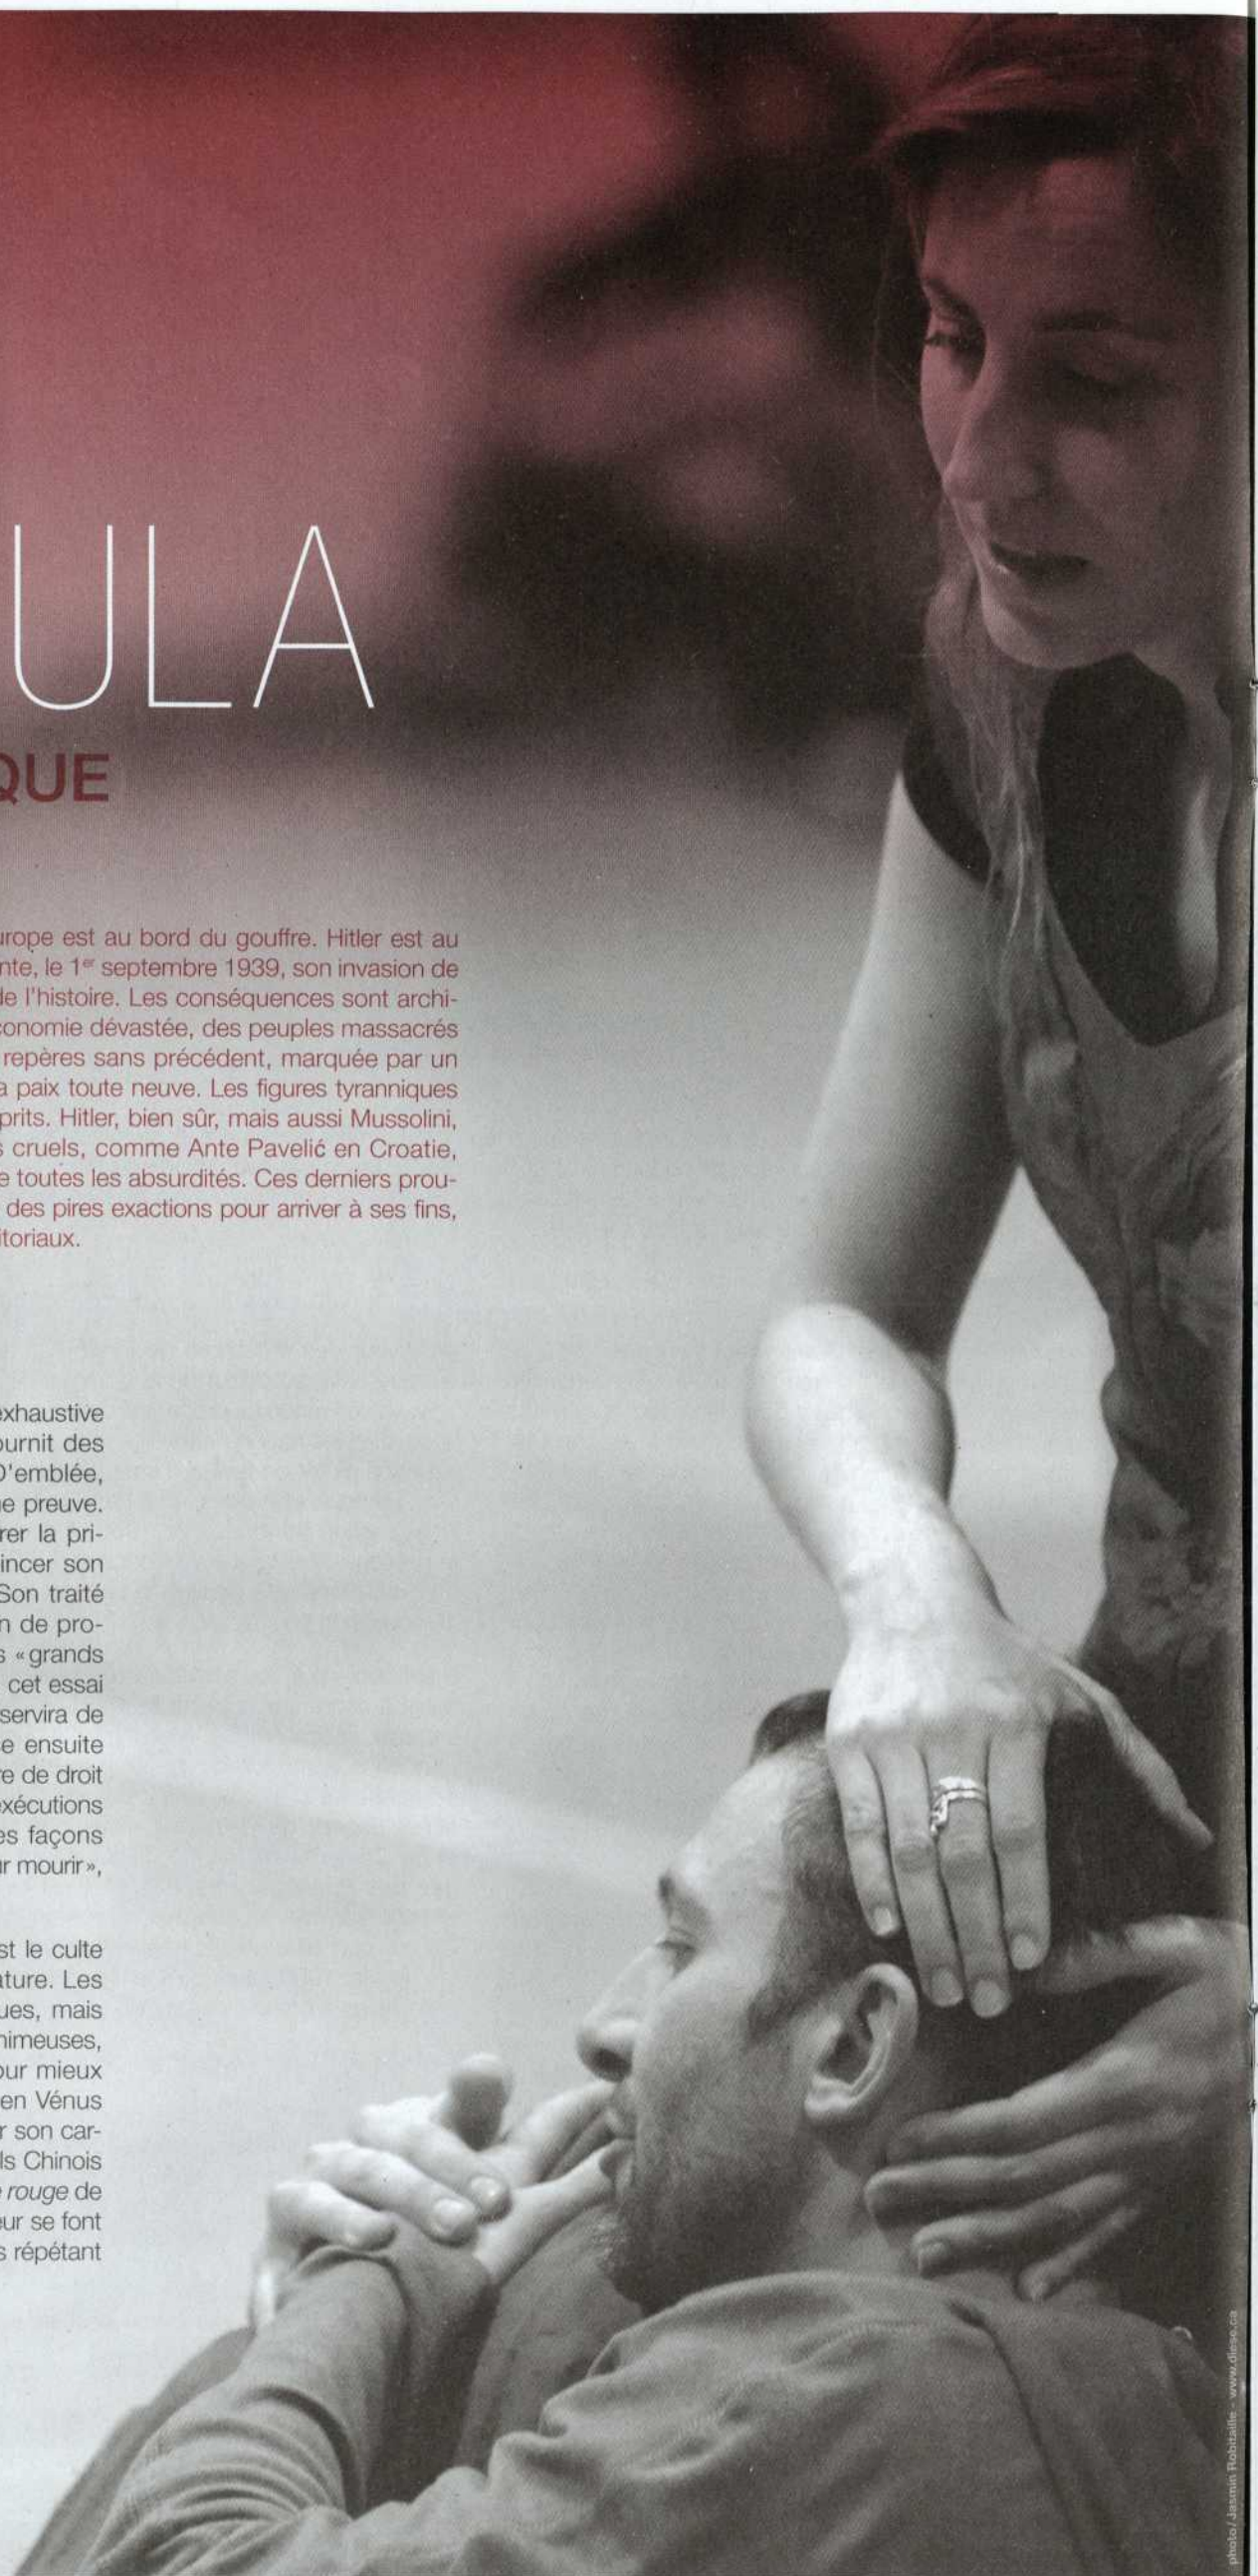 ULA
QUE
urope est au bord du gouffre. Hitler est au
nte, le 1er septembre 1939, son invasion de
de l'histoire. Les conséquences sont archi-
conomie dévastée, des peuples massacrés
repères sans précédent, marquée par un
a paix toute neuve. Les figures tyranniques
prits. Hitler, bien sûr, mais aussi Mussolini,
s cruels, comme Ante Pavelić en Croatie,
e toutes les absurdités. Ces derniers prou-
des pires exactions pour arriver à ses fins,
itoriaux.
exhaustive
ournit des
D'emblée,
ne preuve.
rer la pri-
incer son
Son traité
n de pro-
s «grands
cet essai
servira de
e ensuite
re de droit
exécutions
es façons
ur mourir»,
st le culte
ature. Les
ues, mais
nimeuses,
our mieux
en Vénus
r son car-
ls Chinois
e rouge de
eur se font
s répétant
photo / Jasmin Robitaille - www.diese.ca